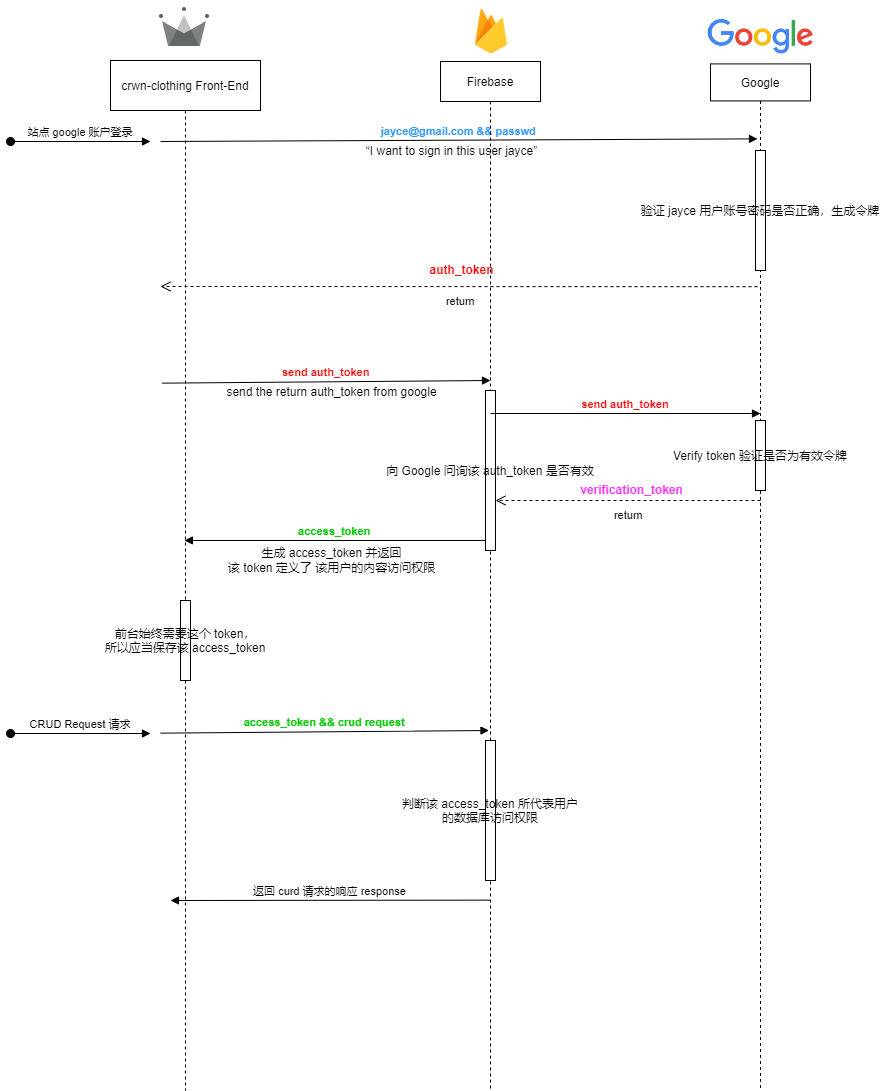 Google
crwn-clothing Front-End
Firebase
Google
站点 google 账户登录
jayce@gmail.com && passwd
“I want to sign in this user jayce”
验证 jayce 用户账号密码是否正确，生成令牌
auth_token
return
send auth_token
send the return auth_token from google
send auth_token
Verify token 验证是否为有效令牌
向 Google 问询该 auth_token 是否有效
verification_token
return
access_token
生成 access_token 并返回
该 token 定义了 该用户的内容访问权限
前台始终需要这个 token，
所以应当保存该 access_token
CRUD Request 请求
access_token && crud request
判断该 access_token 所代表用户
的数据库访问权限
返回 curd 请求的响应 response